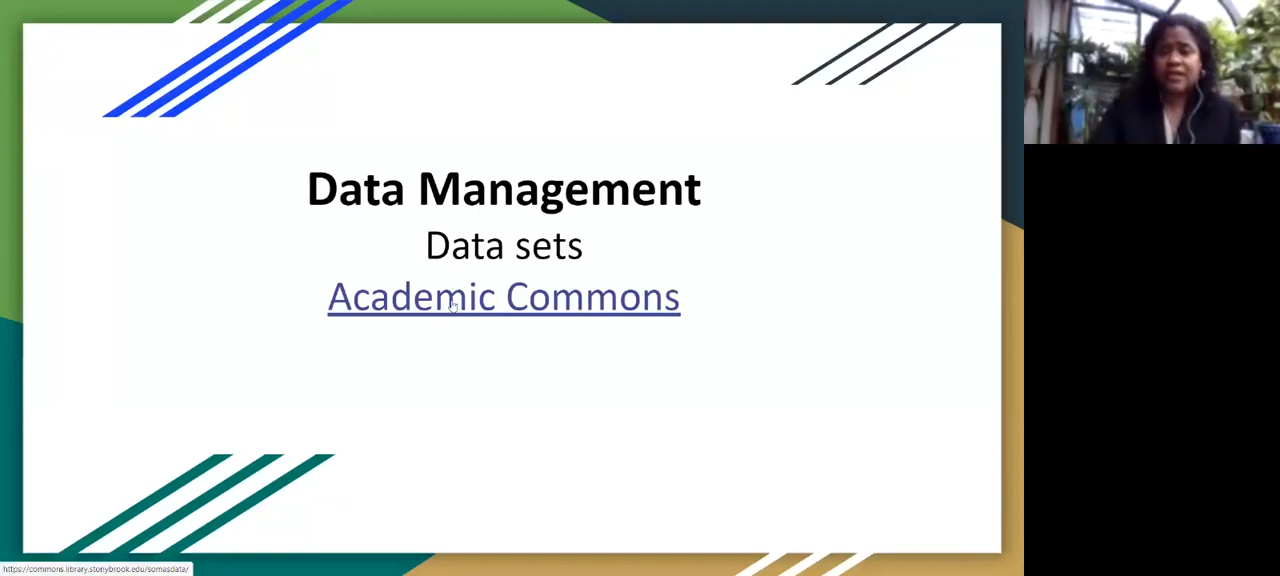 Data Management
Data sets
Academic Commons
https://commons.library.stonybrook.edu/somasdata/